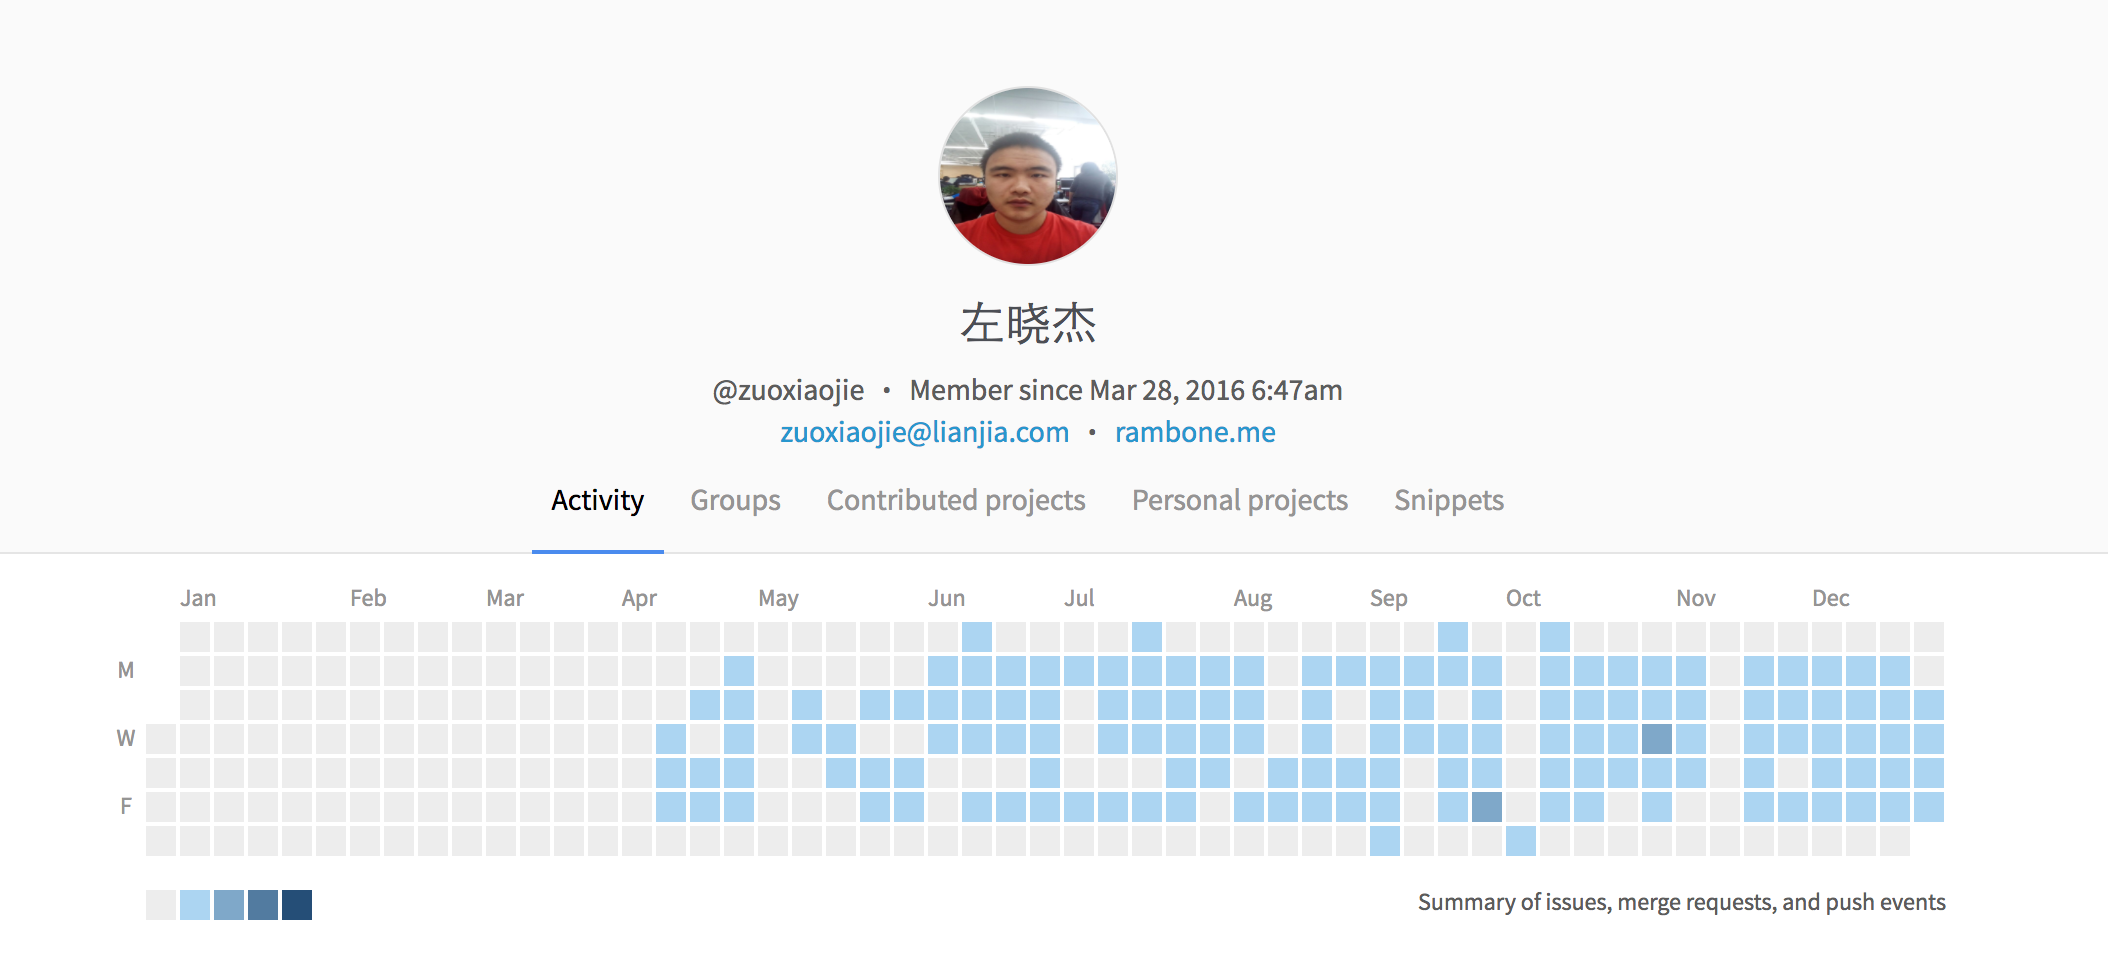 左晓杰
@zuoxiaojie • Member since Mar 28, 2016 6:47am
zuoxiaojie@lianjia.com • rambone.me
Activity Groups Contributed projects Personal projects Snippets
Jan Feb Mar Apr May Jun Jul Aug Sep Oct Nov Dec
M
W
F
Summary of issues, merge requests, and push events